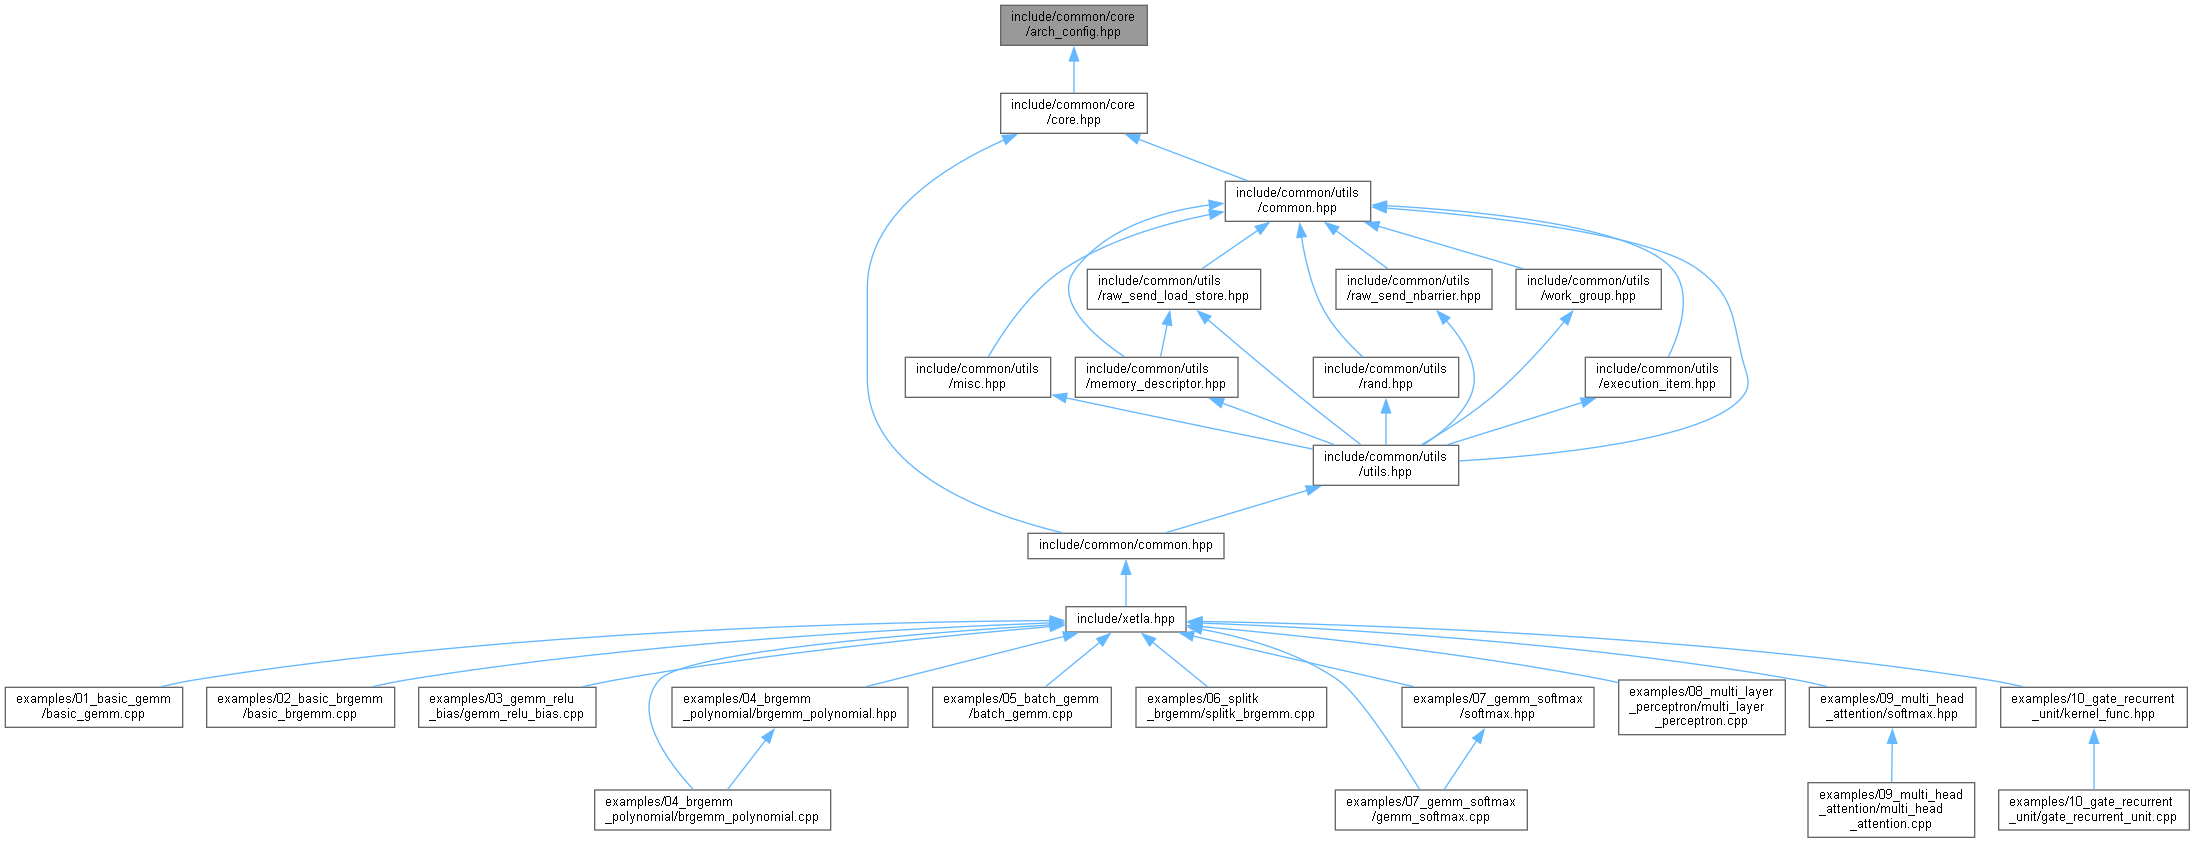 include/common/core
/arch_config.hpp
include/common/core
/core.hpp
include/common/utils
/common.hpp
include/common/utils
/raw_send_load_store.hpp
include/common/utils
/raw_send_nbarrier.hpp
include/common/utils
/work_group.hpp
include/common/utils
/misc.hpp
include/common/utils
/memory_descriptor.hpp
include/common/utils
/rand.hpp
include/common/utils
/execution_item.hpp
include/common/utils
/utils.hpp
include/common/common.hpp
include/xetla.hpp
examples/01_basic_gemm
/basic_gemm.cpp
examples/02_basic_brgemm
/basic_brgemm.cpp
examples/03_gemm_relu
_bias/gemm_relu_bias.cpp
examples/04_brgemm
_polynomial/brgemm_polynomial.hpp
examples/05_batch_gemm
/batch_gemm.cpp
examples/06_splitk
_brgemm/splitk_brgemm.cpp
examples/07_gemm_softmax
/softmax.hpp
examples/08_multi_layer
_perceptron/multi_layer
_perceptron.cpp
examples/09_multi_head
_attention/softmax.hpp
examples/10_gate_recurrent
_unit/kernel_func.hpp
examples/04_brgemm
_polynomial/brgemm_polynomial.cpp
examples/07_gemm_softmax
/gemm_softmax.cpp
examples/09_multi_head
_attention/multi_head
_attention.cpp
examples/10_gate_recurrent
_unit/gate_recurrent_unit.cpp